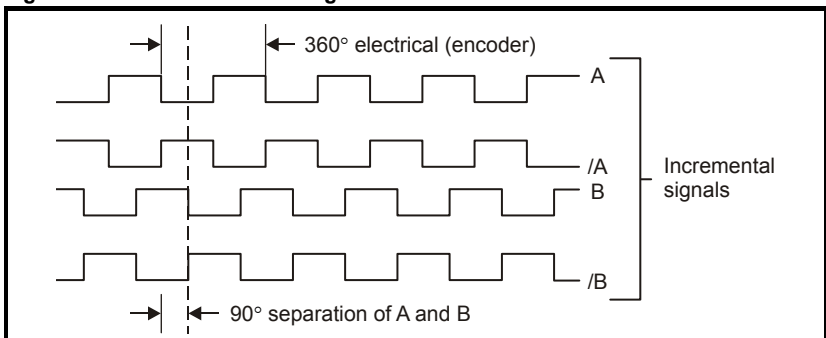 360° electrical (encoder)
A
/A
B
Incremental
signals
/B
90° separation of A and B